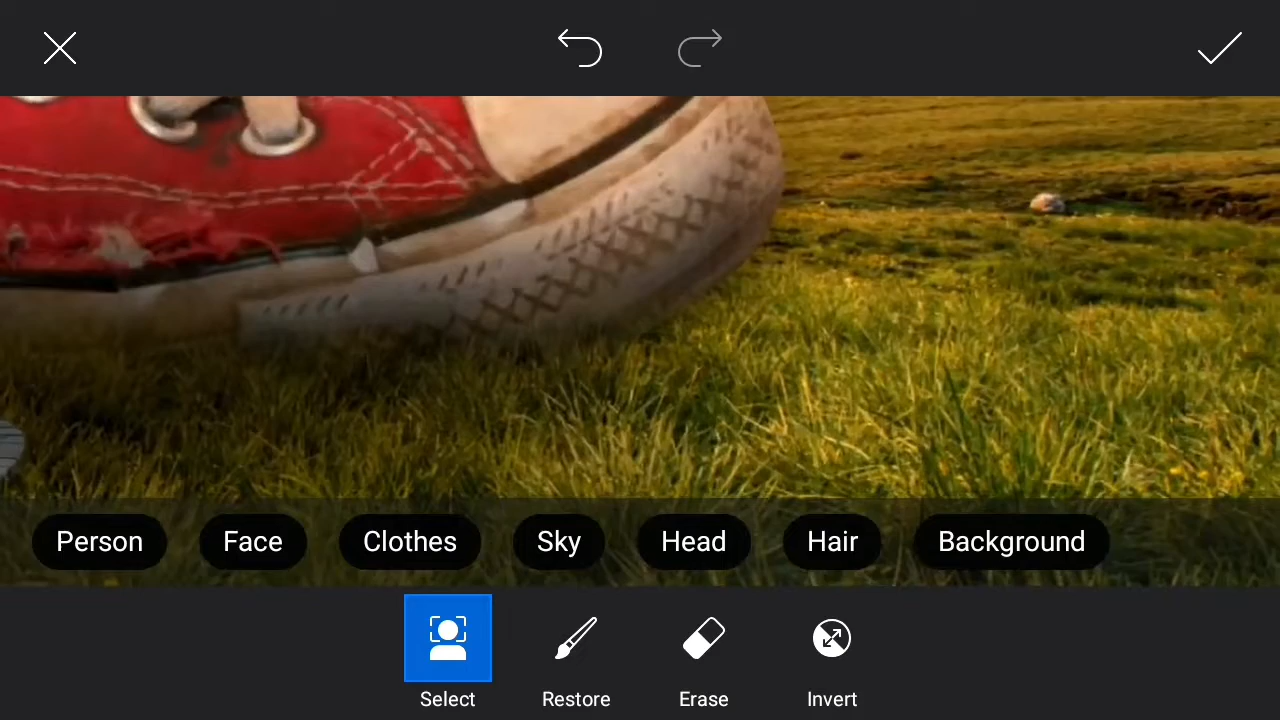 Person Face Clothes Sky Head Hair Background
Select Restore Erase Invert